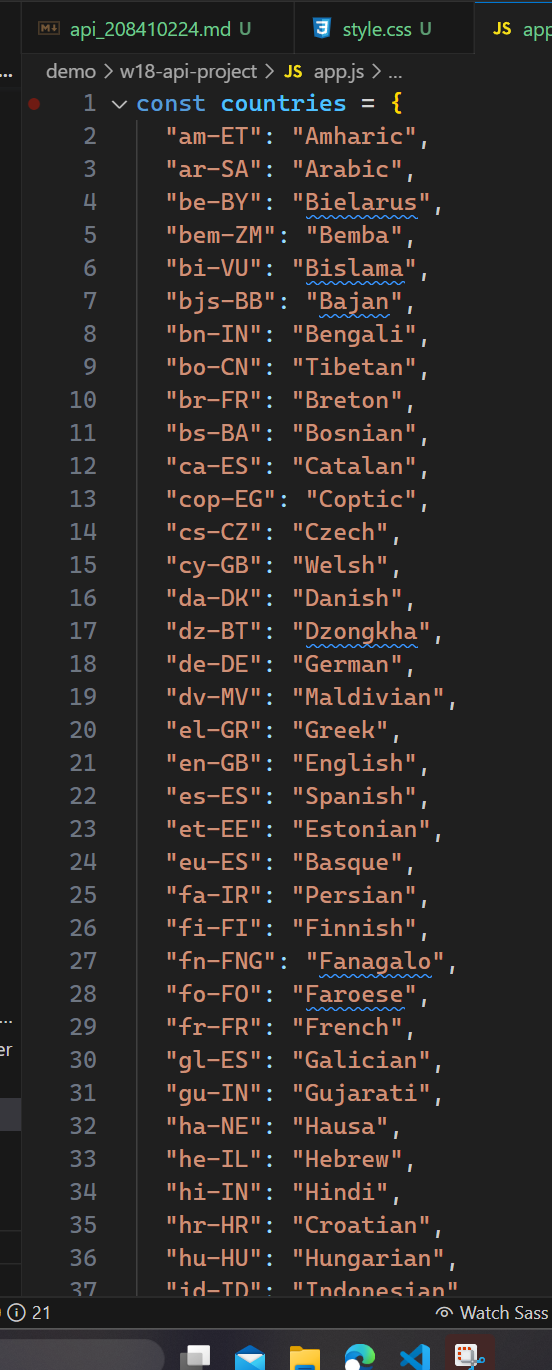 api_208410224.md U
style.css U
JS app
...
demo > w18-api-project > JS app.js > ...
1 const countries = {
2 "am-ET": "Amharic",
3 "ar-SA": "Arabic",
4 "be-BY": "Bielarus",
5 "bem-ZM": "Bemba",
6 "bi-VU": "Bislama",
7 "bjs-BB": "Bajan",
8 "bn-IN": "Bengali",
9 "bo-CN": "Tibetan",
10 "br-FR": "Breton",
11 "bs-BA": "Bosnian",
12 "ca-ES": "Catalan",
13 "cop-EG": "Coptic",
14 "cs-CZ": "Czech",
15 "cy-GB": "Welsh",
16 "da-DK": "Danish",
17 "dz-BT": "Dzongkha",
18 "de-DE": "German",
19 "dv-MV": "Maldivian",
20 "el-GR": "Greek",
21 "en-GB": "English",
22 "es-ES": "Spanish",
23 "et-EE": "Estonian",
24 "eu-ES": "Basque",
25 "fa-IR": "Persian",
26 "fi-FI": "Finnish",
27 "fn-FNG": "Fanagalo",
28 "fo-FO": "Faroese",
29 "fr-FR": "French",
30 "gl-ES": "Galician",
31 "gu-IN": "Gujarati",
32 "ha-NE": "Hausa",
33 "he-IL": "Hebrew",
34 "hi-IN": "Hindi",
35 "hr-HR": "Croatian",
36 "hu-HU": "Hungarian",
37 "id-ID": "Indonesian"
...
er
21
Watch Sass